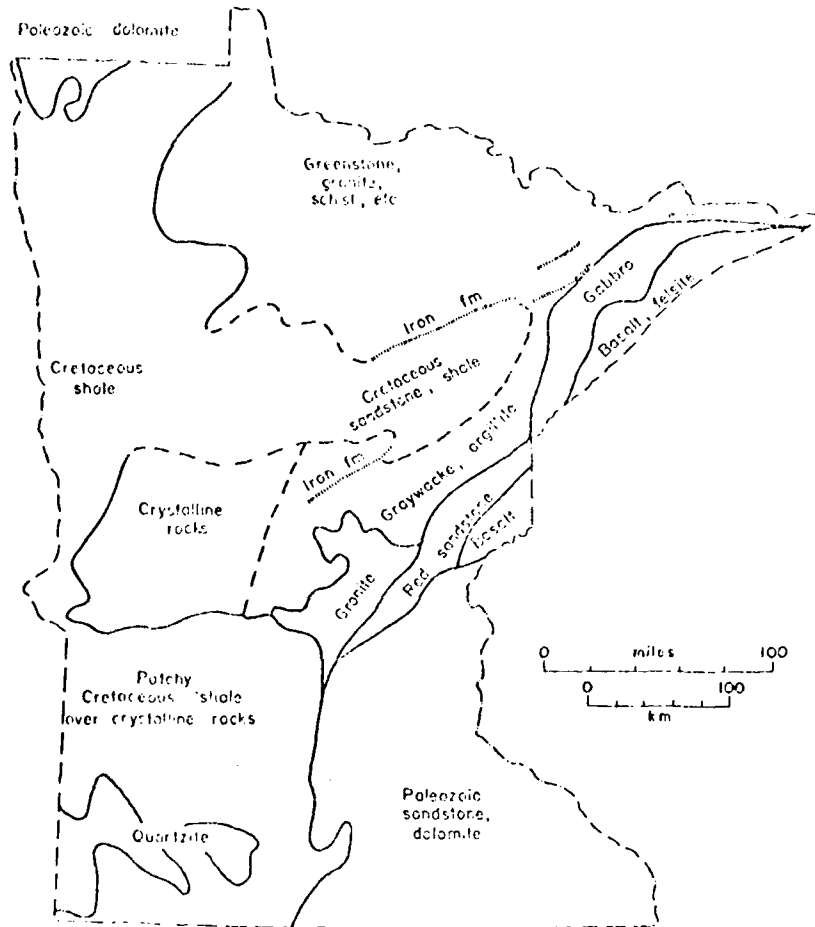 Paleozoic dolomite
Greenstone,
granite,
schist, etc
Gabbro
Basalt, felsite
Iron fm
Cretaceous
shale
Cretaceous
sandstone, shale
Iron fm
Graywacke, argillite
Crystalline
rocks
Red sandstone
Basalt
Granite
0 miles 100
0 100
km
Patchy
Cretaceous shale
over crystalline rocks
Paleozoic
sandstone,
dolomite
Quartzite